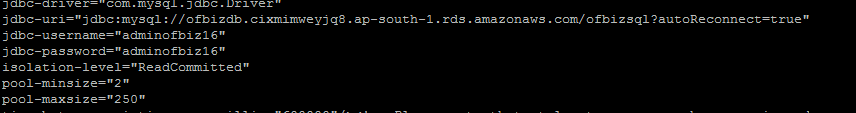 jdbc-driver="com.mysql.jdbc.Driver"
jdbc-uri="jdbc:mysql://ofbizdb.cixmimweyjq8.ap-south-1.rds.amazonaws.com/ofbizsql?autoReconnect=true"
jdbc-username="adminofbiz16"
jdbc-password="adminofbiz16"
isolation-level="ReadCommitted"
pool-minsize="2"
pool-maxsize="250"